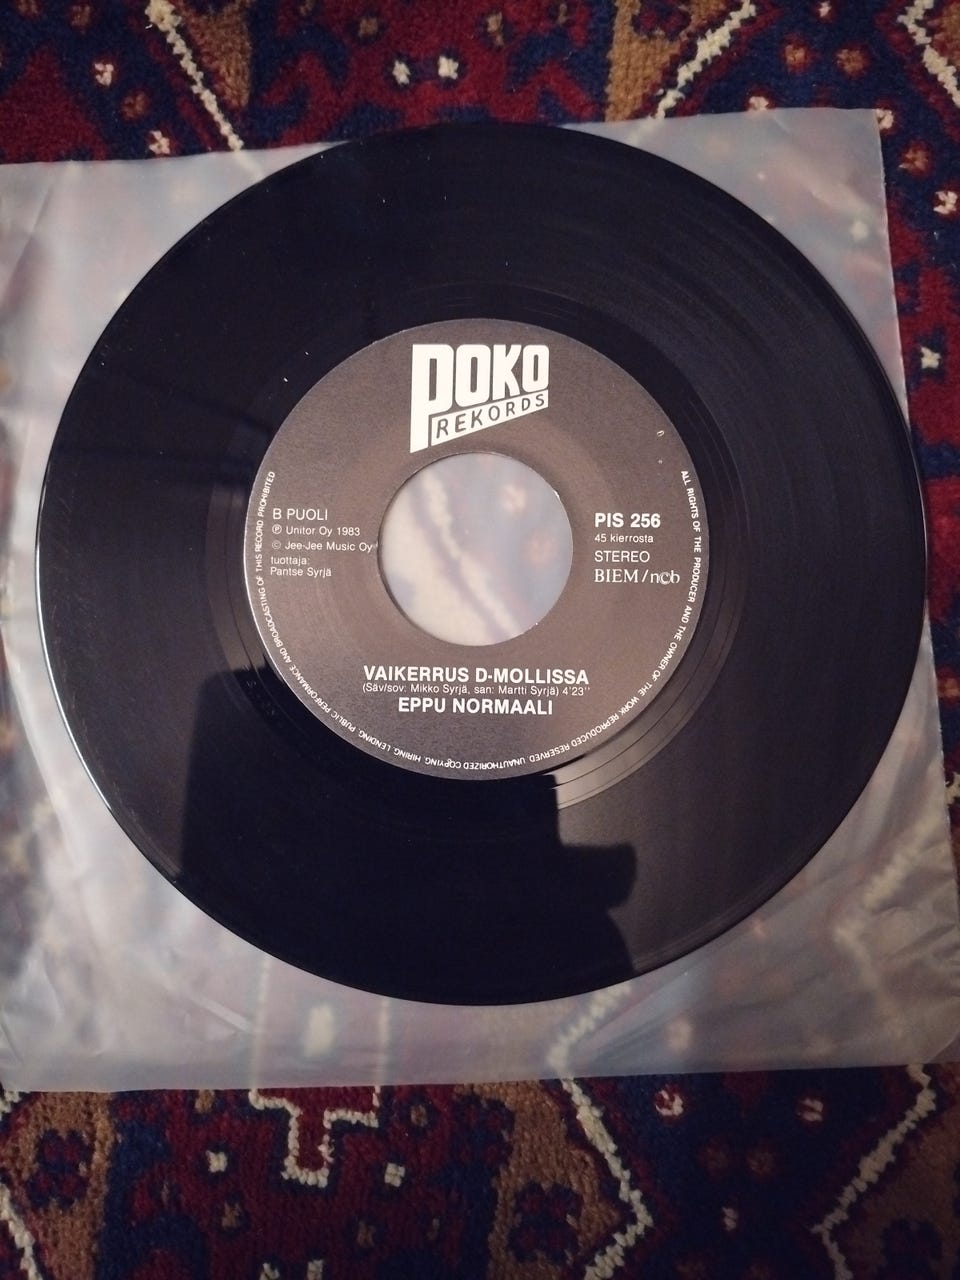 POKO
REKORDS
B PUOLI
Ⓟ Unitor Oy 1983
© Jee-Jee Music Oy
tuottaja:
Pantse Syrjä
PIS 256
45 kierrosta
STEREO
BIEM/ncb
VAIKERRUS D-MOLLISSA
(Säv/sov: Mikko Syrjä, san: Martti Syrjä) 4'23''
EPPU NORMAALI
ALL RIGHTS OF THE PRODUCER AND THE OWNER OF THE WORK REPRODUCED RESERVED UNAUTHORIZED COPYING HIRING LENDING PUBLIC PERFORMANCE AND BROADCASTING OF THIS RECORD PROHIBITED